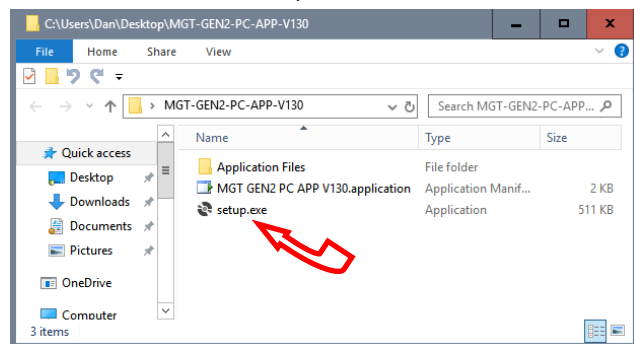 C:\Users\Dan\Desktop\MGT-GEN2-PC-APP-V130
File Home Share View
MGT-GEN2-PC-APP-V130
Search MGT-GEN2-PC-APP...
Name Type Size
Quick access
Desktop
Downloads
Documents
Pictures
OneDrive
Computer
Application Files File folder
MGT GEN2 PC APP V130.application Application Manif... 2 KB
setup.exe Application 511 KB
3 items